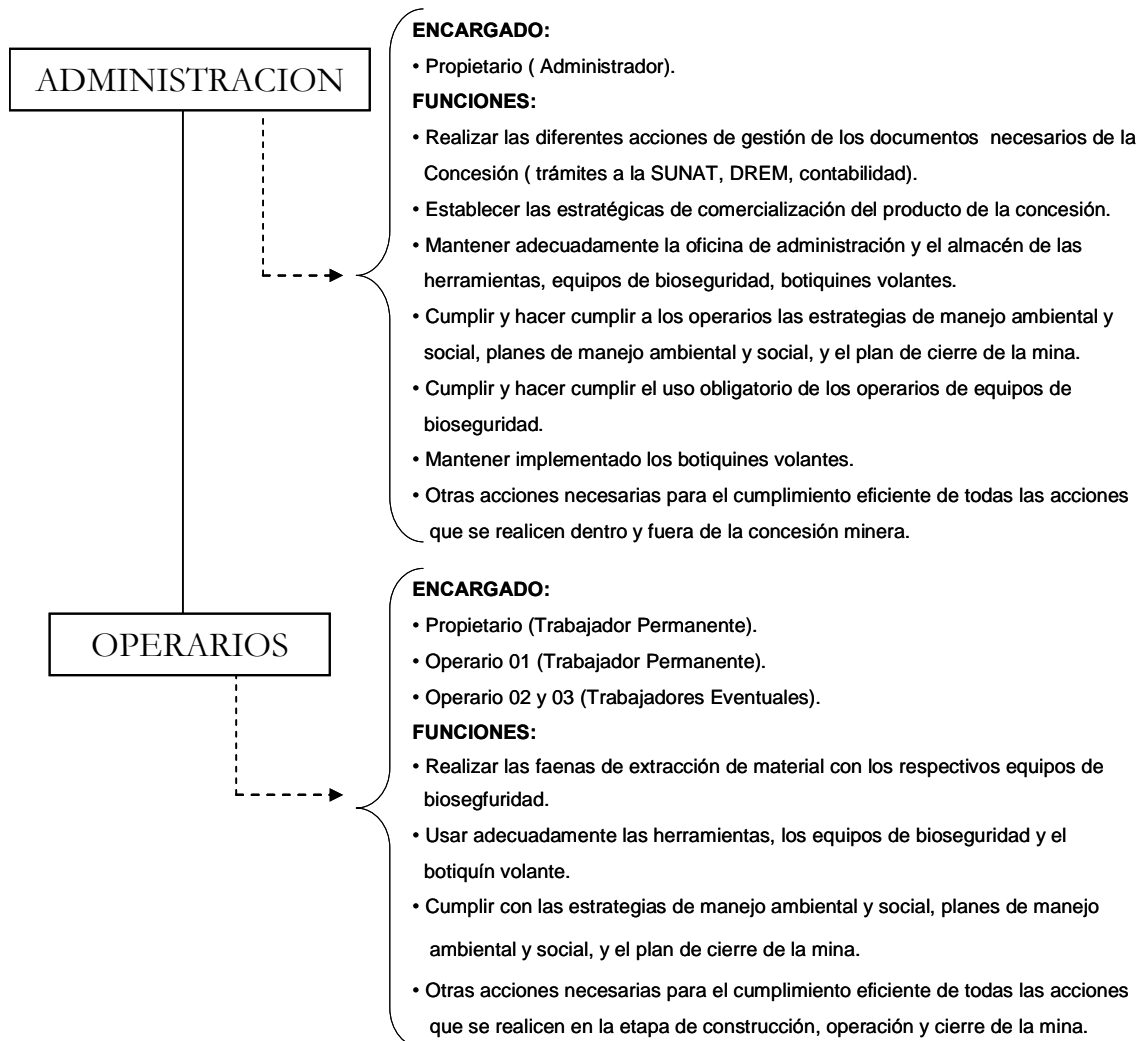 ADMINISTRACION
ENCARGADO:
• Propietario ( Administrador).
FUNCIONES:
• Realizar las diferentes acciones de gestión de los documentos necesarios de la
Concesión ( trámites a la SUNAT, DREM, contabilidad).
• Establecer las estratégicas de comercialización del producto de la concesión.
• Mantener adecuadamente la oficina de administración y el almacén de las
herramientas, equipos de bioseguridad, botiquines volantes.
• Cumplir y hacer cumplir a los operarios las estrategias de manejo ambiental y
social, planes de manejo ambiental y social, y el plan de cierre de la mina.
• Cumplir y hacer cumplir el uso obligatorio de los operarios de equipos de
bioseguridad.
• Mantener implementado los botiquines volantes.
• Otras acciones necesarias para el cumplimiento eficiente de todas las acciones
que se realicen dentro y fuera de la concesión minera.
OPERARIOS
ENCARGADO:
• Propietario (Trabajador Permanente).
• Operario 01 (Trabajador Permanente).
• Operario 02 y 03 (Trabajadores Eventuales).
FUNCIONES:
• Realizar las faenas de extracción de material con los respectivos equipos de
biosegfuridad.
• Usar adecuadamente las herramientas, los equipos de bioseguridad y el
botiquín volante.
• Cumplir con las estrategias de manejo ambiental y social, planes de manejo
ambiental y social, y el plan de cierre de la mina.
• Otras acciones necesarias para el cumplimiento eficiente de todas las acciones
que se realicen en la etapa de construcción, operación y cierre de la mina.